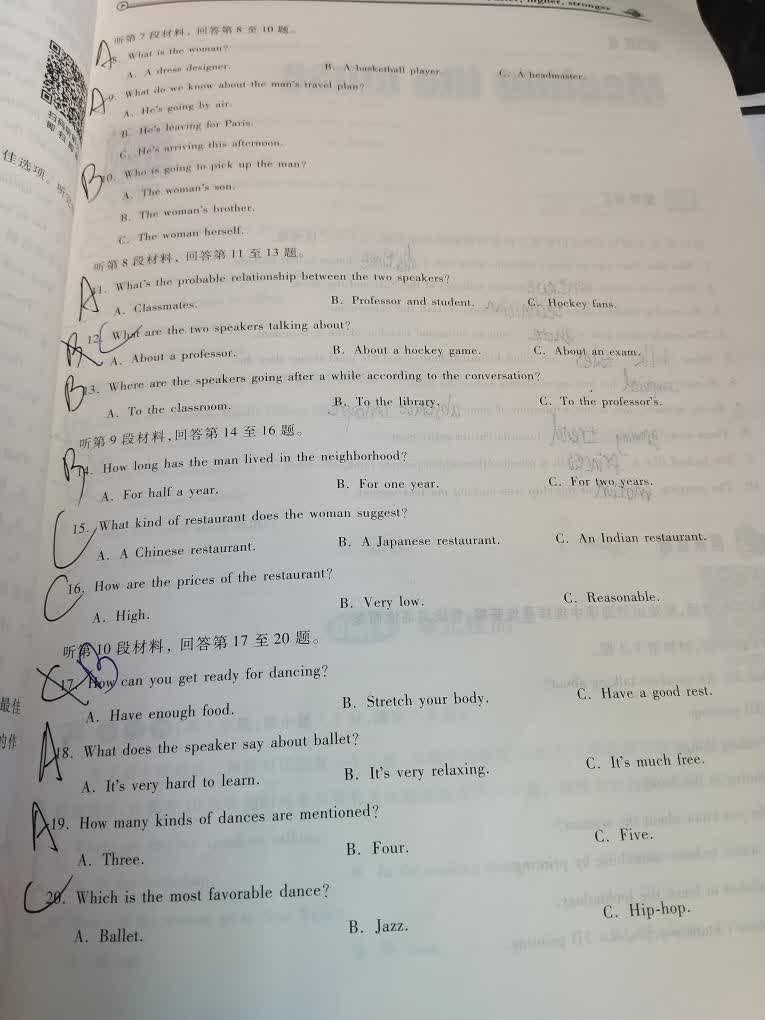 higher, stronger
听第 7 段材料，回答第 8 至 10 题。
A 8. What is the woman?
A. A dress designer. B. A basketball player. C. A headmaster.
A 9. What do we know about the man's travel plan?
A. He's going by air.
B. He's leaving for Paris.
C. He's arriving this afternoon.
B 10. Who is going to pick up the man?
A. The woman's son.
B. The woman's brother.
C. The woman herself.
听第 8 段材料，回答第 11 至 13 题。
A 11. What's the probable relationship between the two speakers?
A. Classmates. B. Professor and student. C. Hockey fans.
12. What are the two speakers talking about?
A. About a professor. B. About a hockey game. C. About an exam.
B 13. Where are the speakers going after a while according to the conversation?
A. To the classroom. B. To the library. C. To the professor's.
听第 9 段材料，回答第 14 至 16 题。
B 14. How long has the man lived in the neighborhood?
A. For half a year. B. For one year. C. For two years.
C 15. What kind of restaurant does the woman suggest?
A. A Chinese restaurant. B. A Japanese restaurant. C. An Indian restaurant.
C 16. How are the prices of the restaurant?
A. High. B. Very low. C. Reasonable.
听第 10 段材料，回答第 17 至 20 题。
C B 17. How can you get ready for dancing?
A. Have enough food. B. Stretch your body. C. Have a good rest.
A 18. What does the speaker say about ballet?
A. It's very hard to learn. B. It's very relaxing. C. It's much free.
A 19. How many kinds of dances are mentioned?
A. Three. B. Four. C. Five.
C 20. Which is the most favorable dance?
A. Ballet. B. Jazz. C. Hip-hop.
佳选项。
最佳
的作